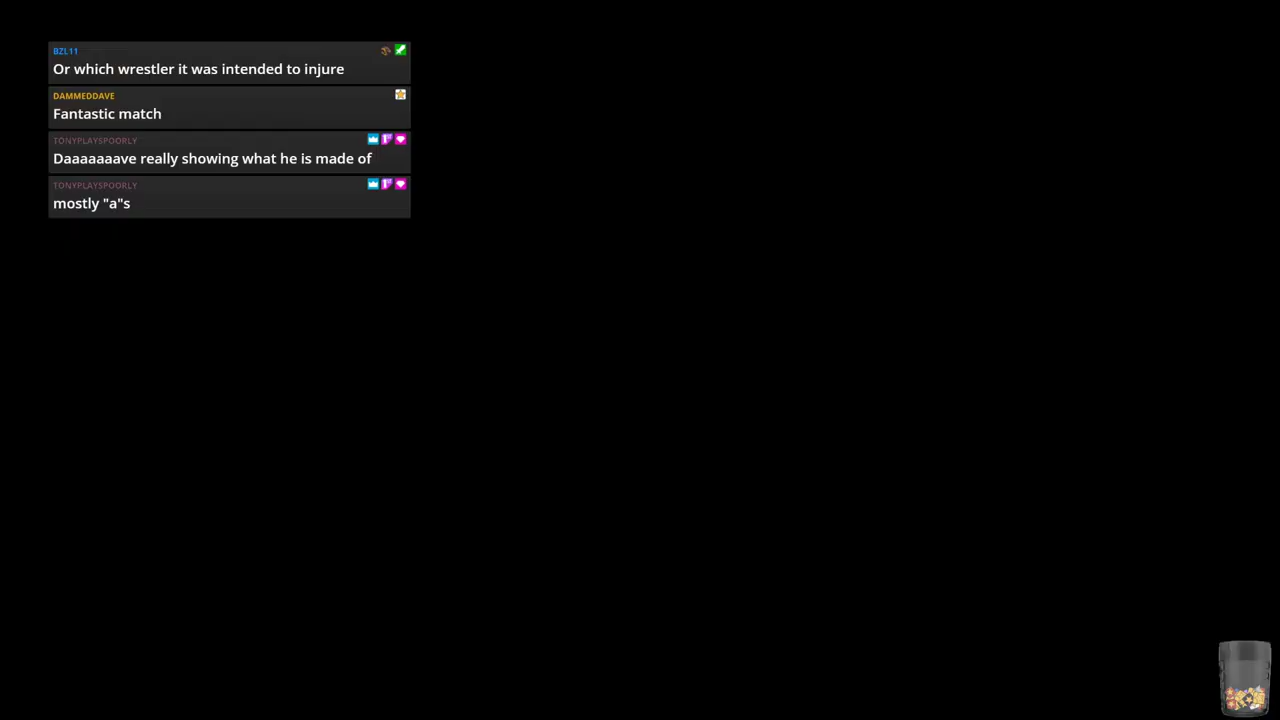 BZL11
Or which wrestler it was intended to injure
DAMMEDDAVE
Fantastic match
TONYPLAYSPOORLY
Daaaaaaave really showing what he is made of
TONYPLAYSPOORLY
mostly "a"s